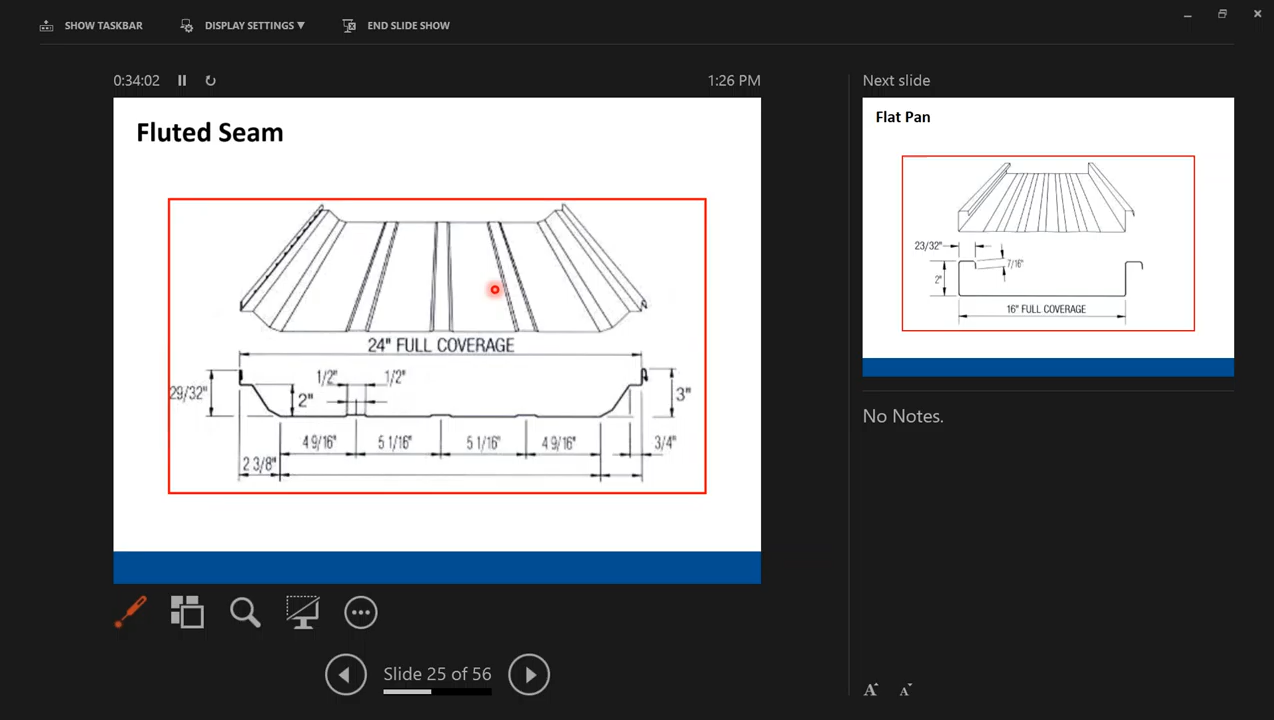 SHOW TASKBAR
DISPLAY SETTINGS ▼
END SLIDE SHOW
0:34:02
1:26 PM
Fluted Seam
24" FULL COVERAGE
1/2"
1/2"
29/32"
2"
3"
4 9/16"
5 1/16"
5 1/16"
4 9/16"
3/4"
2 3/8"
Slide 25 of 56
Next slide
Flat Pan
23/32"
7/16"
2"
16" FULL COVERAGE
No Notes.
A
A